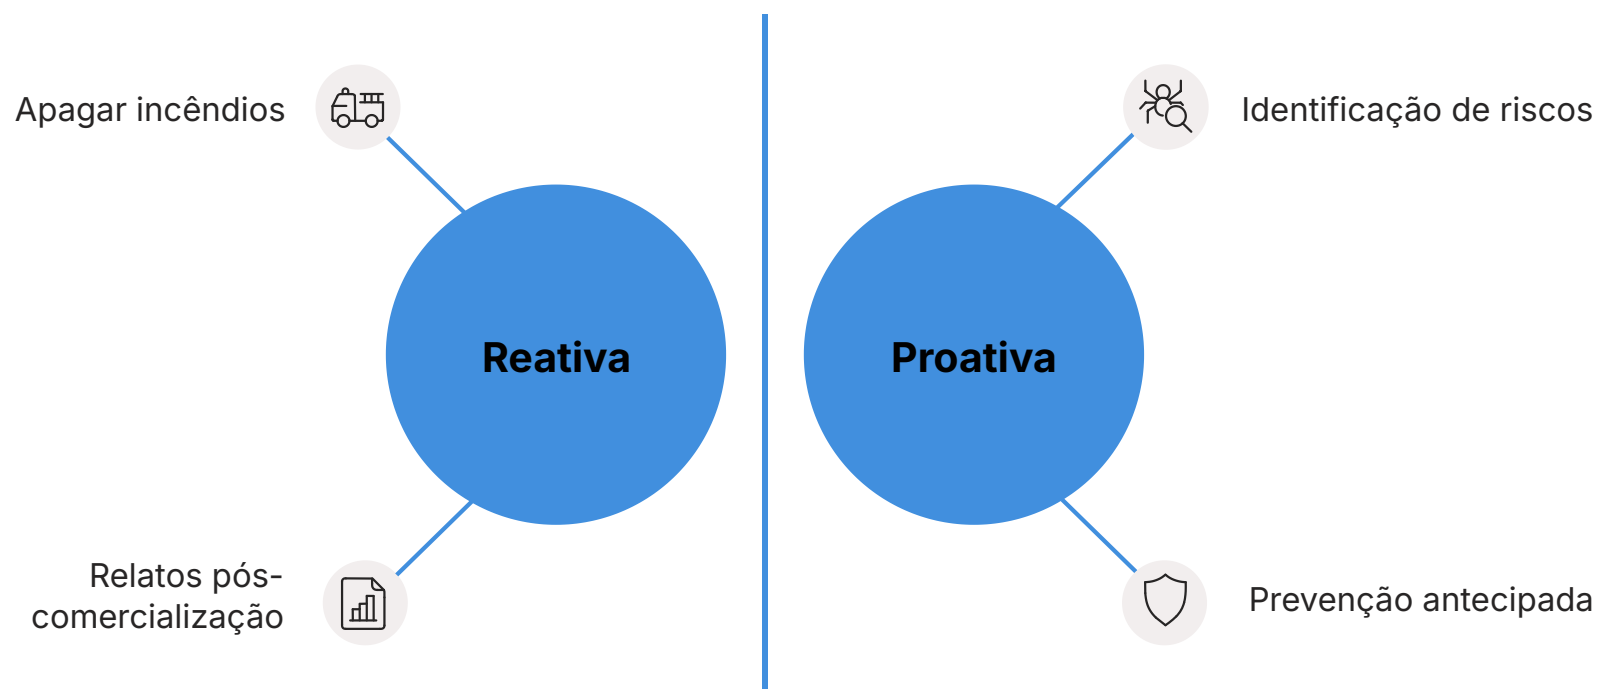 Apagar incêndios
Reativa
Relatos pós-
comercialização
Identificação de riscos
Proativa
Prevenção antecipada